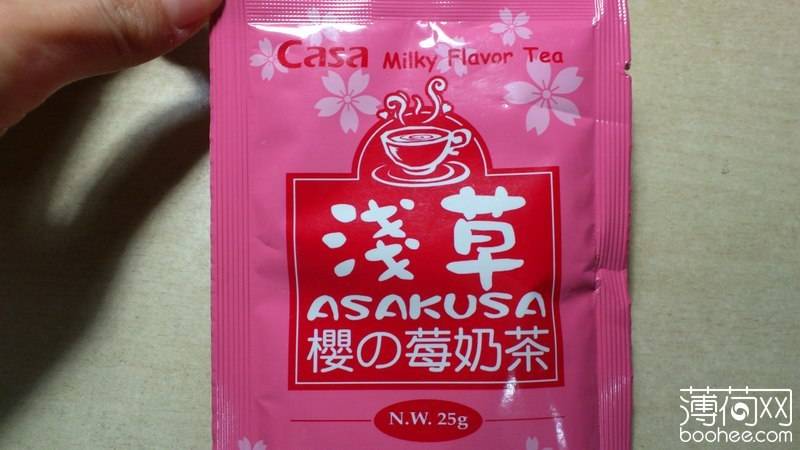 Casa Milky Flavor Tea
淺草
ASAKUSA
櫻の莓奶茶
N.W. 25g
薄荷网
boohee.com